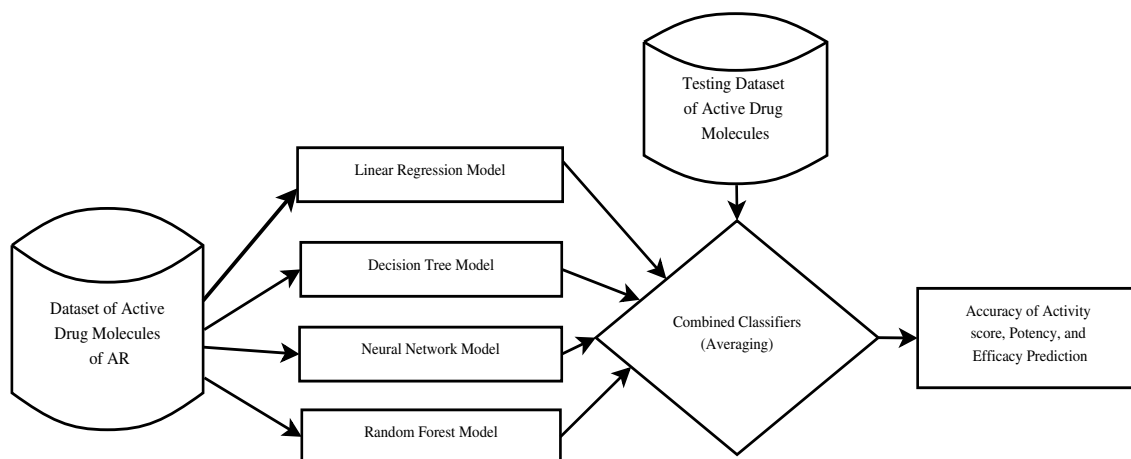 Testing Dataset
of Active Drug
Molecules
Linear Regression Model
Decision Tree Model
Dataset of Active
Drug Molecules
of AR
Neural Network Model
Random Forest Model
Combined Classifiers
(Averaging)
Accuracy of Activity
score, Potency, and
Efficacy Prediction